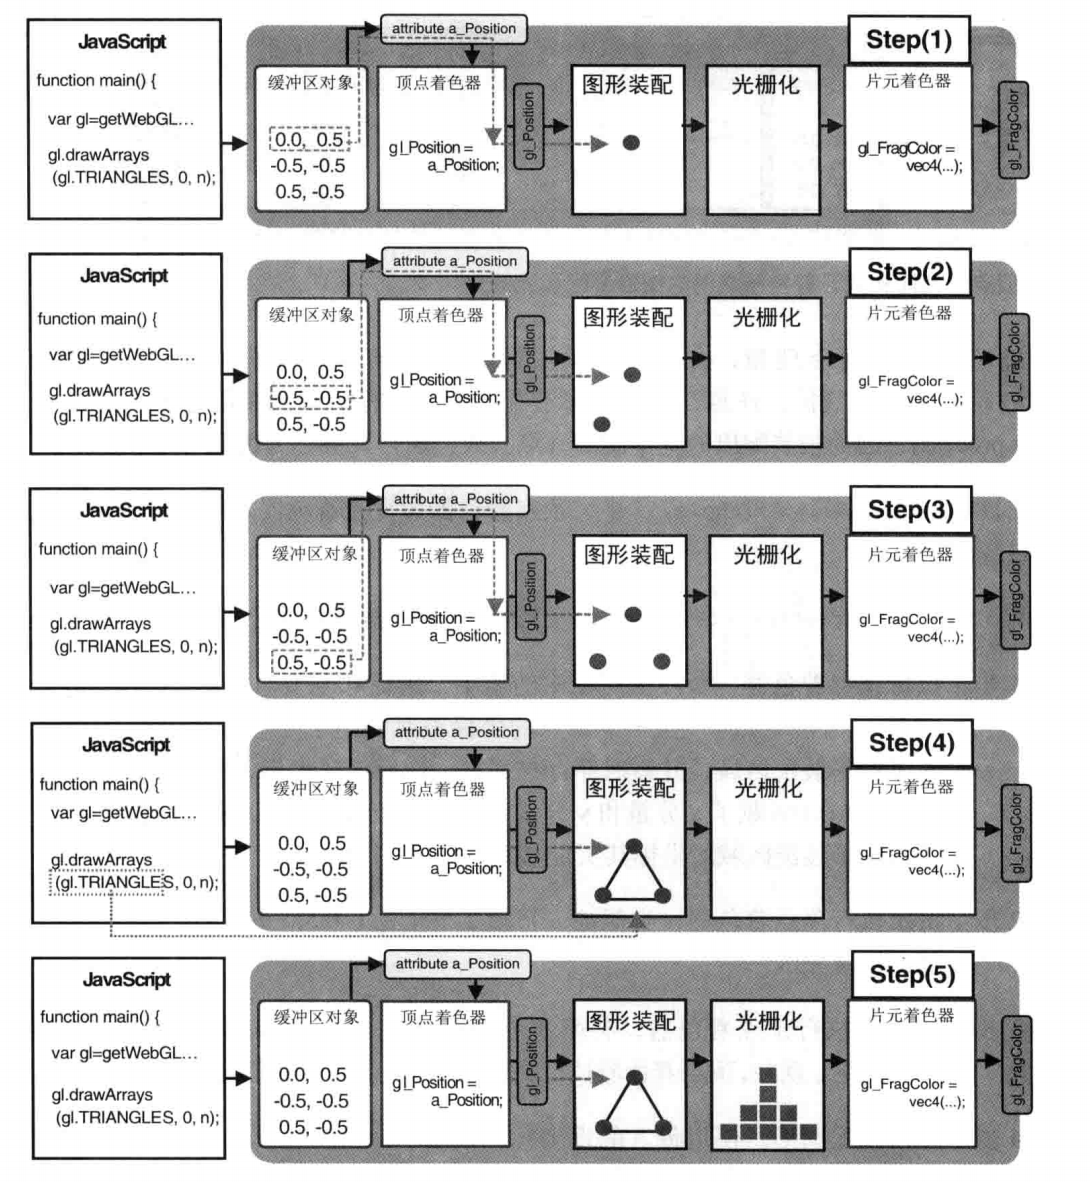 attribute a_Position
Step(1)
JavaScript
function main() {
var gl=getWebGL…
gl.drawArrays
(gl.TRIANGLES, 0, n);
缓冲区对象
0.0, 0.5
-0.5, -0.5
0.5, -0.5
顶点着色器
gl_Position =
a_Position;
gl_Position
图形装配
光栅化
片元着色器
gl_FragColor =
vec4(...);
gl_FragColor
attribute a_Position
Step(2)
JavaScript
function main() {
var gl=getWebGL…
gl.drawArrays
(gl.TRIANGLES, 0, n);
缓冲区对象
0.0, 0.5
-0.5, -0.5
0.5, -0.5
顶点着色器
gl_Position =
a_Position;
gl_Position
图形装配
光栅化
片元着色器
gl_FragColor =
vec4(...);
gl_FragColor
attribute a_Position
Step(3)
JavaScript
function main() {
var gl=getWebGL…
gl.drawArrays
(gl.TRIANGLES, 0, n);
缓冲区对象
0.0, 0.5
-0.5, -0.5
0.5, -0.5
顶点着色器
gl_Position =
a_Position;
gl_Position
图形装配
光栅化
片元着色器
gl_FragColor =
vec4(...);
gl_FragColor
attribute a_Position
Step(4)
JavaScript
function main() {
var gl=getWebGL…
gl.drawArrays
(gl.TRIANGLES, 0, n);
缓冲区对象
0.0, 0.5
-0.5, -0.5
0.5, -0.5
顶点着色器
gl_Position =
a_Position;
gl_Position
图形装配
光栅化
片元着色器
gl_FragColor =
vec4(...);
gl_FragColor
attribute a_Position
Step(5)
JavaScript
function main() {
var gl=getWebGL…
gl.drawArrays
(gl.TRIANGLES, 0, n);
缓冲区对象
0.0, 0.5
-0.5, -0.5
0.5, -0.5
顶点着色器
gl_Position =
a_Position;
gl_Position
图形装配
光栅化
片元着色器
gl_FragColor =
vec4(...);
gl_FragColor